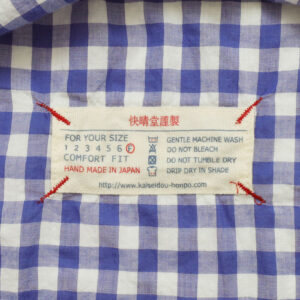 快晴堂謹製
FOR YOUR SIZE
1 2 3 4 5 6 F
COMFORT FIT
HAND MADE IN JAPAN
GENTLE MACHINE WASH
DO NOT BLEACH
DO NOT TUMBLE DRY
DRIP DRY IN SHADE
http://www.kaiseidou-honpo.com